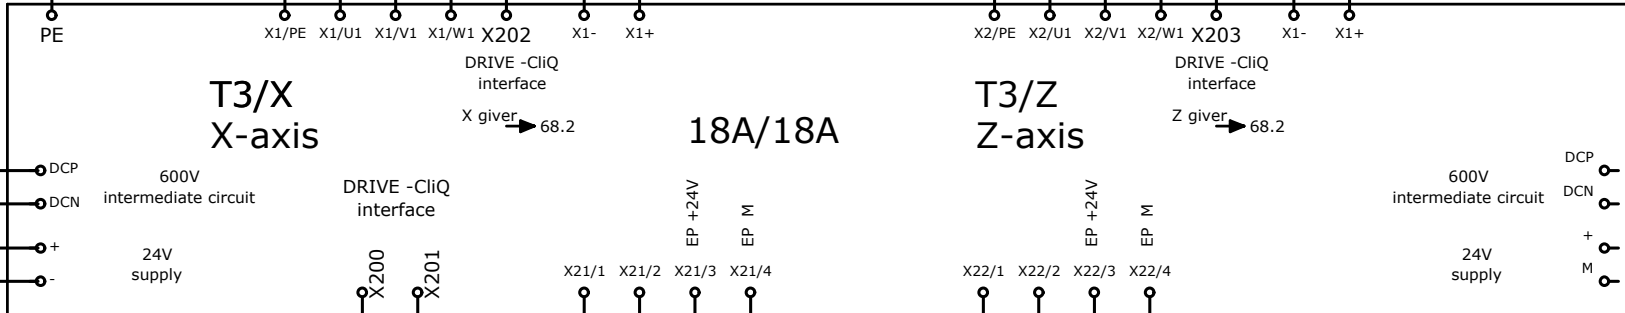 PE X1/PE X1/U1 X1/V1 X1/W1 X202 X1- X1+ X2/PE X2/U1 X2/V1 X2/W1 X203 X1- X1+
DRIVE -CliQ
interface
X giver 68.2
DRIVE -CliQ
interface
Z giver 68.2
T3/X
X-axis
18A/18A
T3/Z
Z-axis
DCP
DCN
600V
intermediate circuit
+
-
24V
supply
DRIVE -CliQ
interface
X200
X201
EP +24V
EP M
X21/1 X21/2 X21/3 X21/4
EP +24V
EP M
X22/1 X22/2 X22/3 X22/4
600V
intermediate circuit
DCP
DCN
24V
supply
+
M